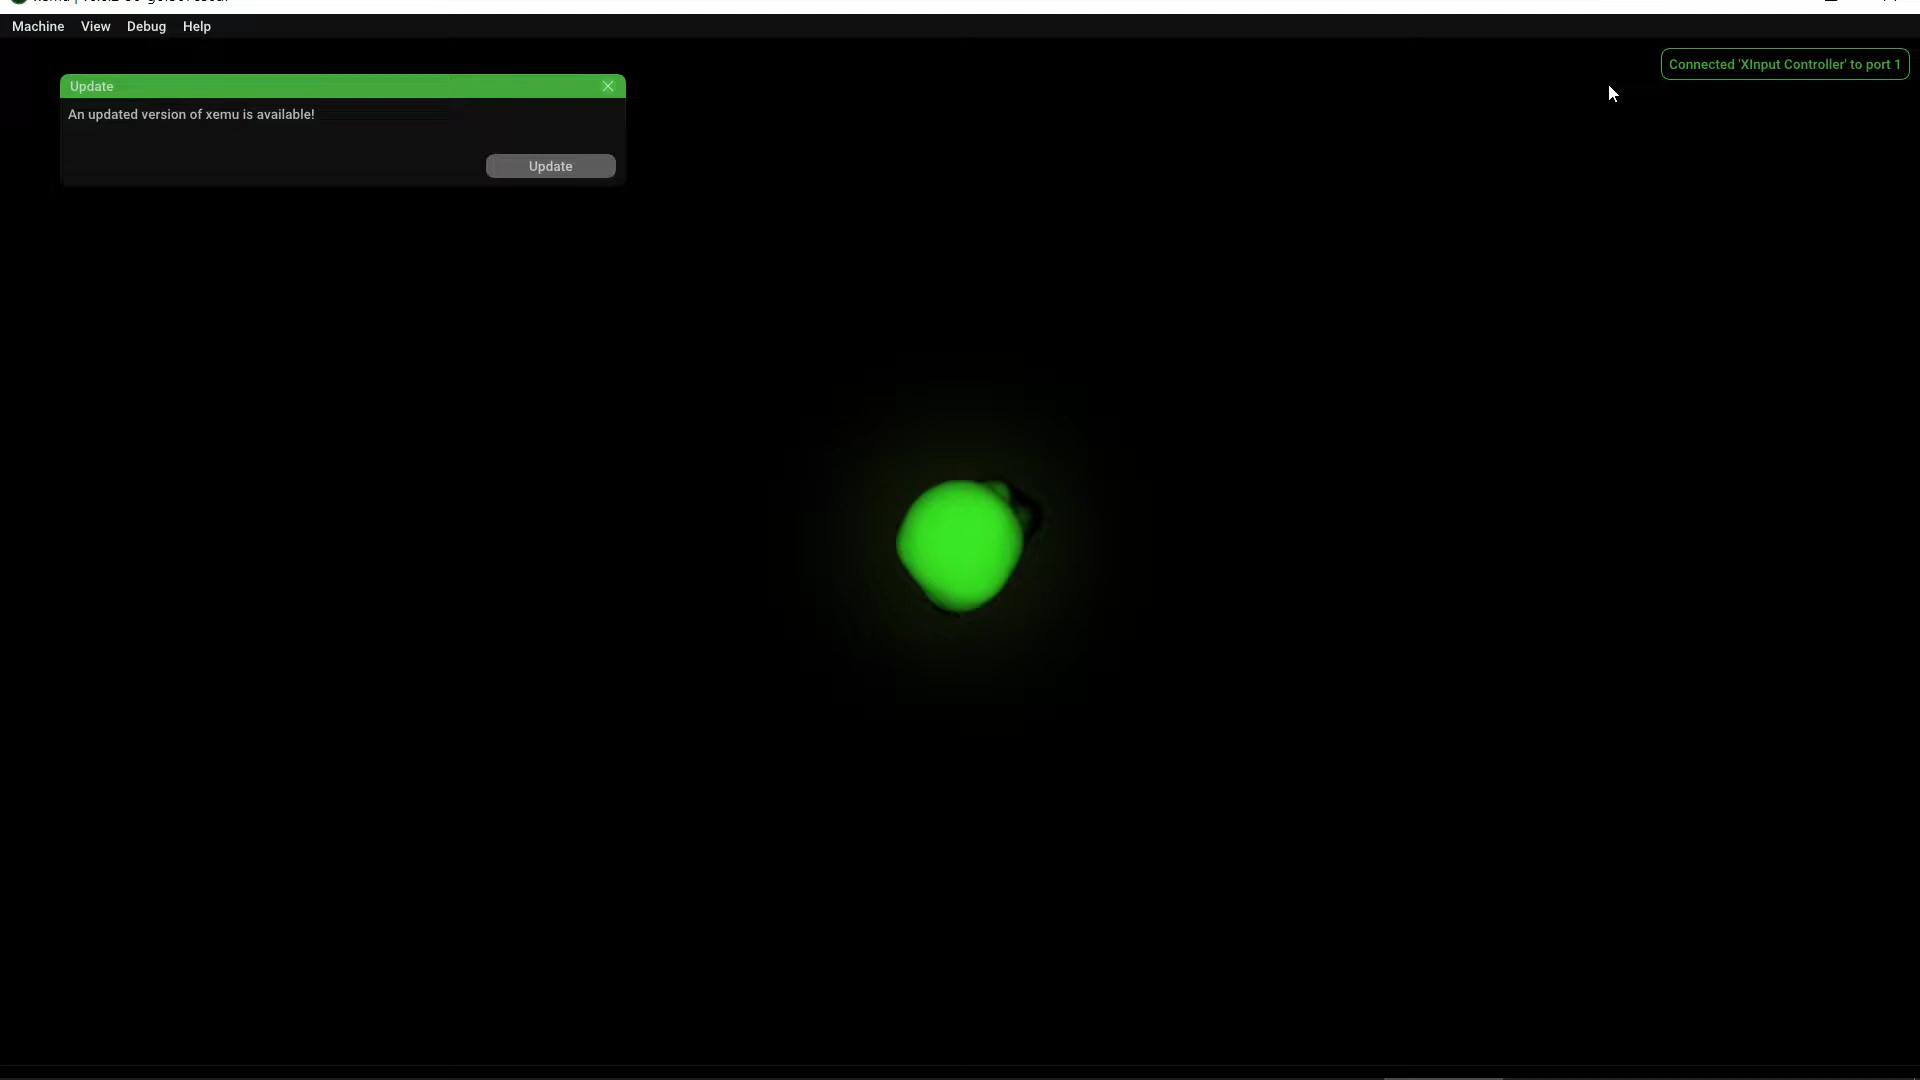 Machine View Debug Help
Connected 'XInput Controller' to port 1
Update
An updated version of xemu is available!
Update